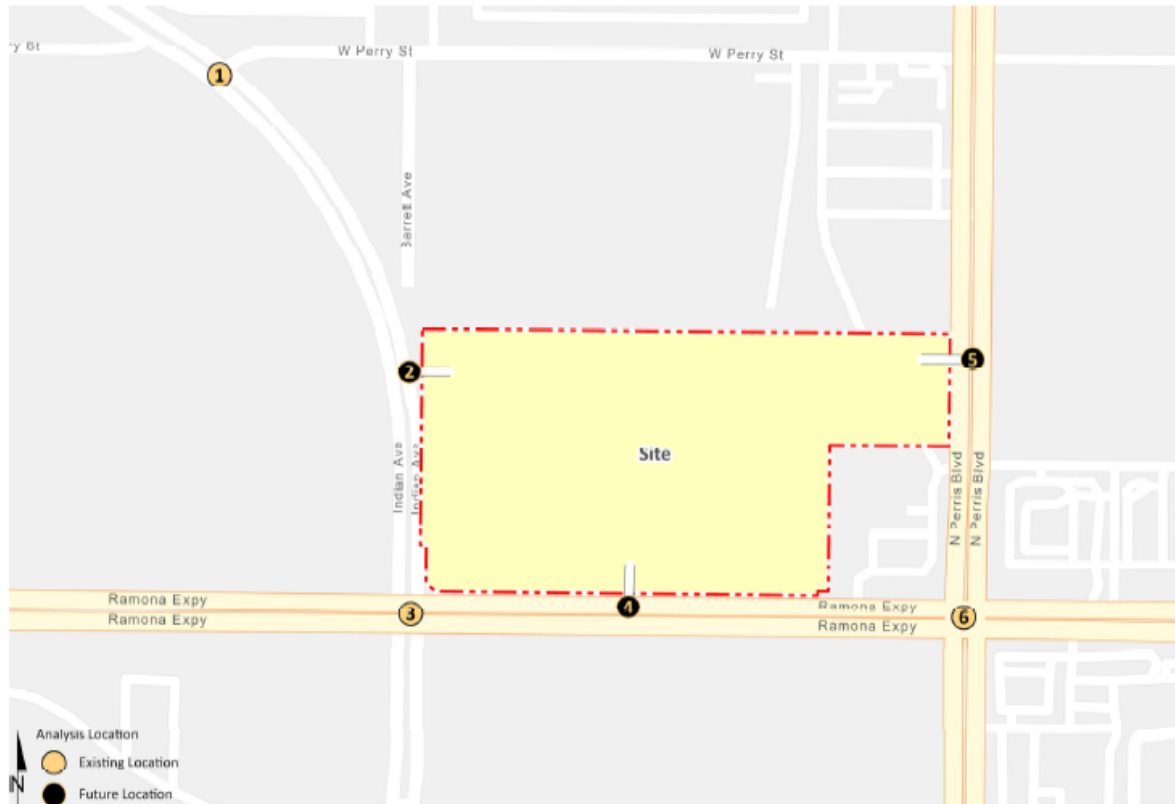 W Perry St
W Perry St
1
Barrett Ave
2
5
Site
Indian Ave
Indian Ave
N Perris Blvd
N Perris Blvd
Ramona Expy
Ramona Expy
3
4
Ramona Expy
Ramona Expy
6
Analysis Location
Existing Location
Future Location
N